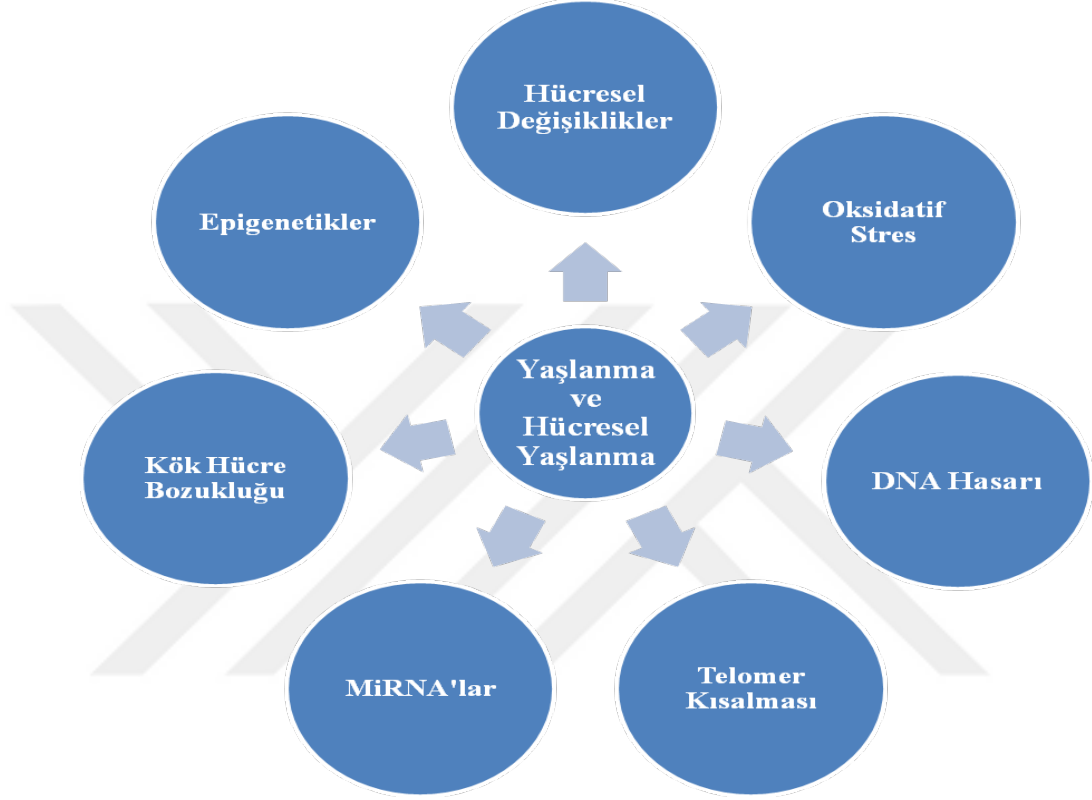 Hücresel
Değişiklikler
Oksidatif
Stres
DNA Hasarı
Telomer
Kısalması
MiRNA'lar
Kök Hücre
Bozukluğu
Epigenetikler
Yaşlanma
ve
Hücresel
Yaşlanma